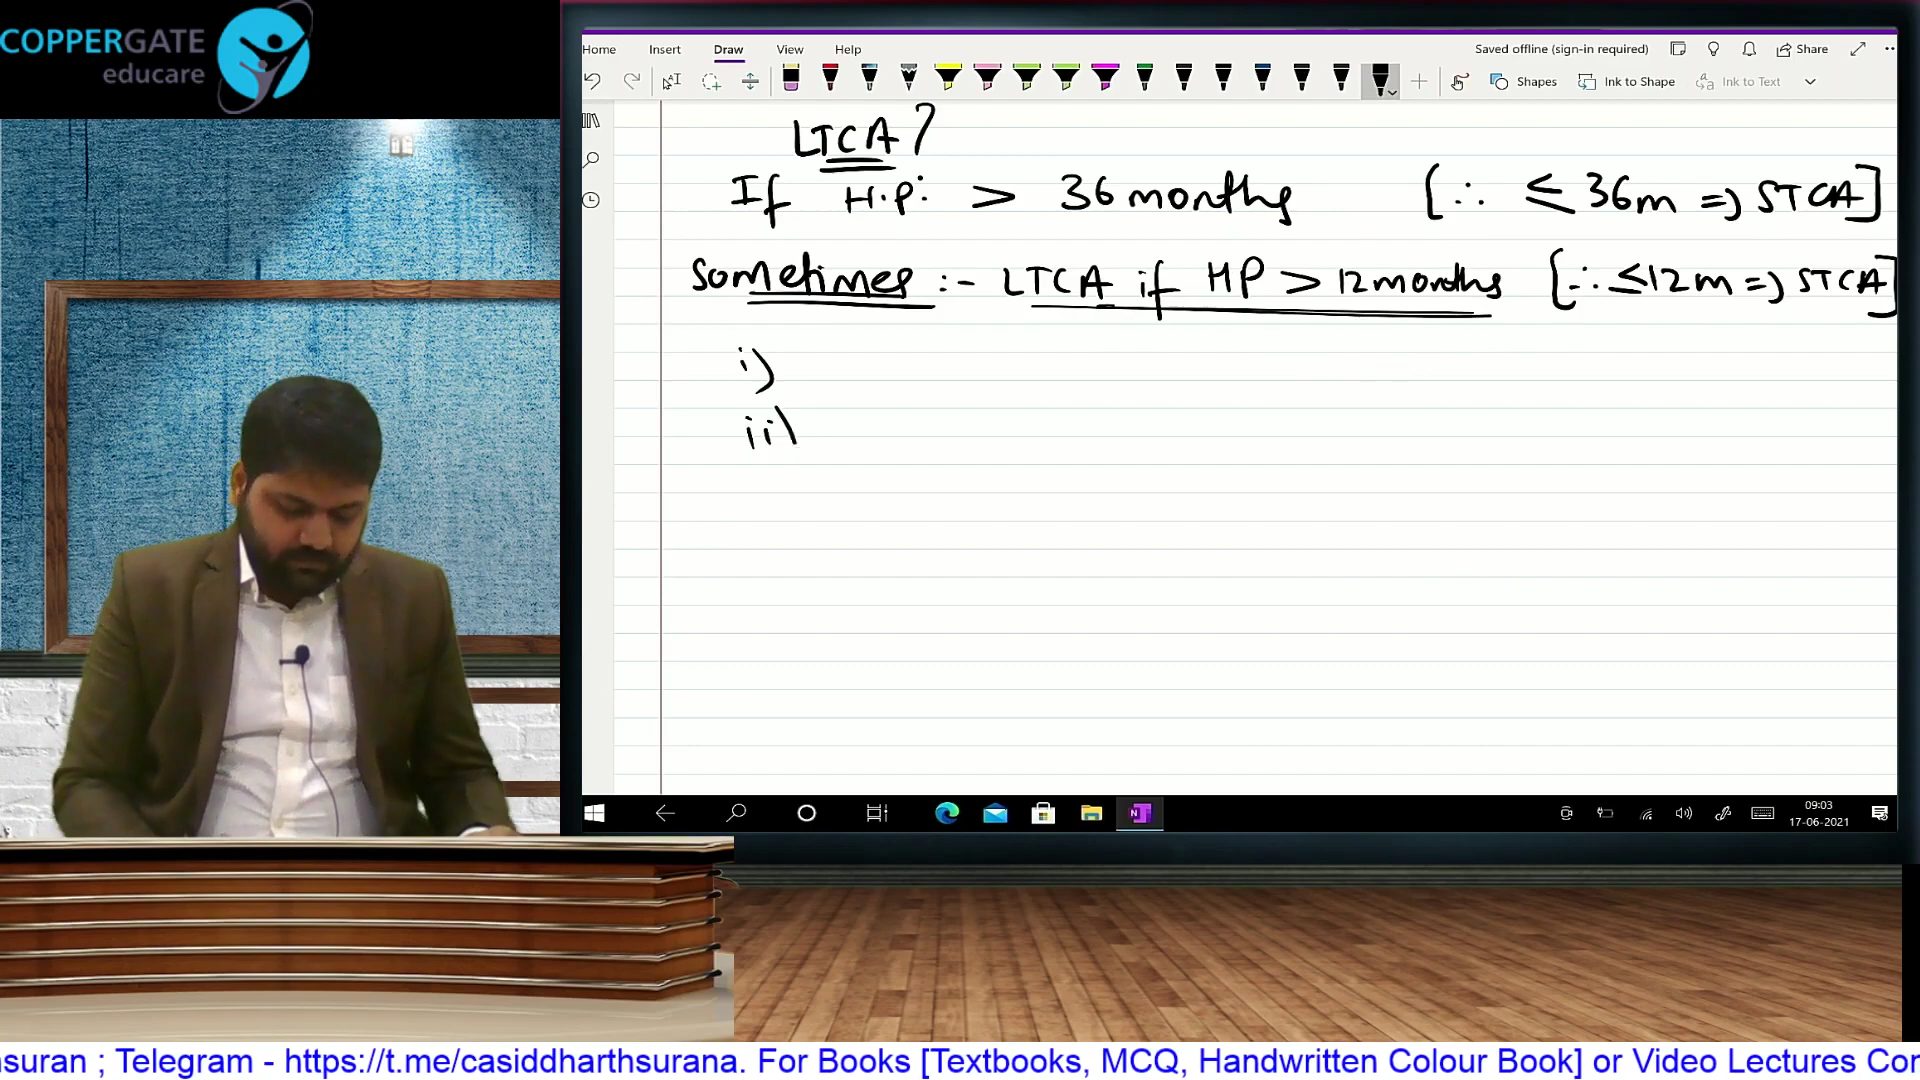 COPPERGATE
educare
Home Insert Draw View Help
Saved offline (sign-in required) Share
Shapes Ink to Shape Ink to Text
LTCA?
If H.P. > 36 months [∴ ≤ 36m => STCA]
Sometimes :- LTCA if HP > 12 months [∴ ≤ 12m => STCA]
i)
ii)
09:03
17-06-2021
suran ; Telegram - https://t.me/casiddharthsurana. For Books [Textbooks, MCQ, Handwritten Colour Book] or Video Lectures Con